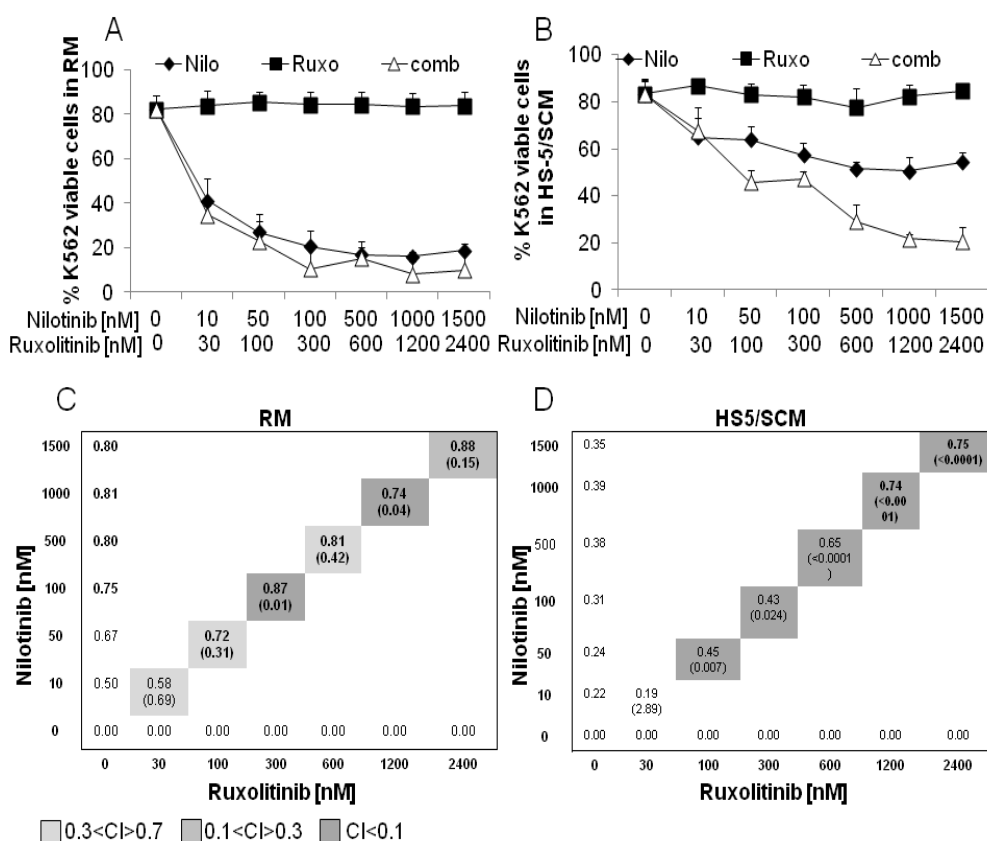 A
Nilo Ruxo comb
% K562 viable cells in RM
100
80
60
40
20
0
Nilotinib [nM] 0 10 50 100 500 1000 1500
Ruxolitinib [nM] 0 30 100 300 600 1200 2400
B
Nilo Ruxo comb
% K562 viable cells
in HS-5/SCM
100
80
60
40
20
0
Nilotinib [nM] 0 10 50 100 500 1000 1500
Ruxolitinib [nM] 0 30 100 300 600 1200 2400
C
RM
Nilotinib [nM]
1500 0.80 0.88
(0.15)
1000 0.81 0.74
(0.04)
500 0.80 0.81
(0.42)
100 0.75 0.87
(0.01)
50 0.67 0.72
(0.31)
10 0.50 0.58
(0.69)
0 0.00 0.00 0.00 0.00 0.00 0.00 0.00
0 30 100 300 600 1200 2400
Ruxolitinib [nM]
D
HS5/SCM
Nilotinib [nM]
1500 0.35 0.75
(<0.0001)
1000 0.39 0.74
(<0.00
01)
500 0.38 0.65
(<0.0001
)
100 0.31 0.43
(0.024)
50 0.24 0.45
(0.007)
10 0.22 0.19
(2.89)
0 0.00 0.00 0.00 0.00 0.00 0.00 0.00
0 30 100 300 600 1200 2400
Ruxolitinib [nM]
0.3<CI>0.7 0.1<CI>0.3 CI<0.1